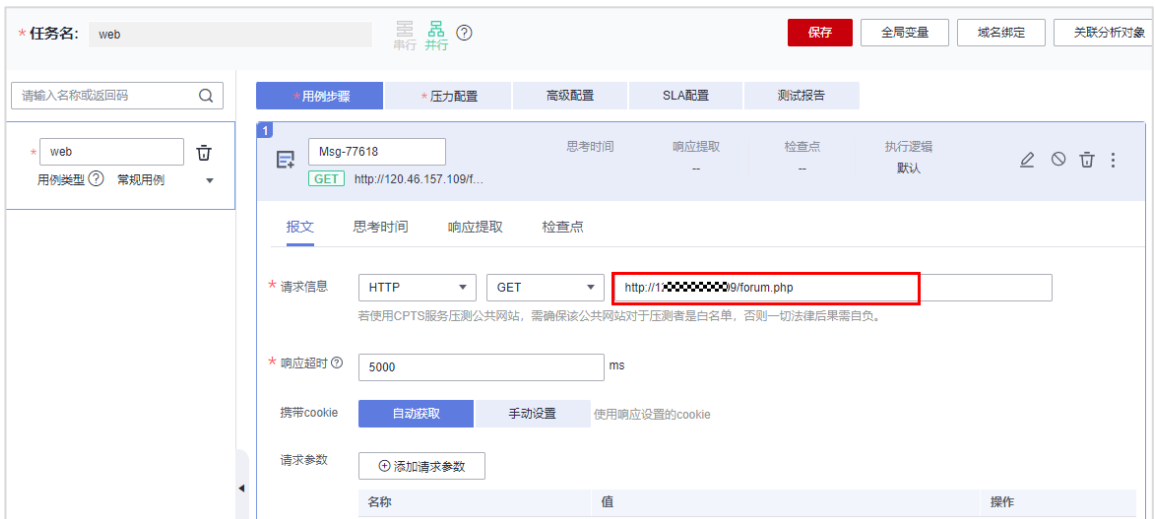 * 任务名: web 串行 并行 保存 全局变量 域名绑定 关联分析对象
请输入名称或返回码
* 用例步骤 * 压力配置 高级配置 SLA配置 测试报告
1
* web
用例类型 常规用例
Msg-77618 思考时间 响应提取 检查点 执行逻辑
GET http://120.46.157.109/f... -- -- 默认
报文 思考时间 响应提取 检查点
* 请求信息 HTTP GET http://1 9/forum.php
若使用CPTS服务压测公共网站，需确保该公共网站对于压测者是白名单，否则一切法律后果需自负。
* 响应超时 5000 ms
携带cookie 自动获取 手动设置 使用响应设置的cookie
请求参数 添加请求参数
名称 值 操作